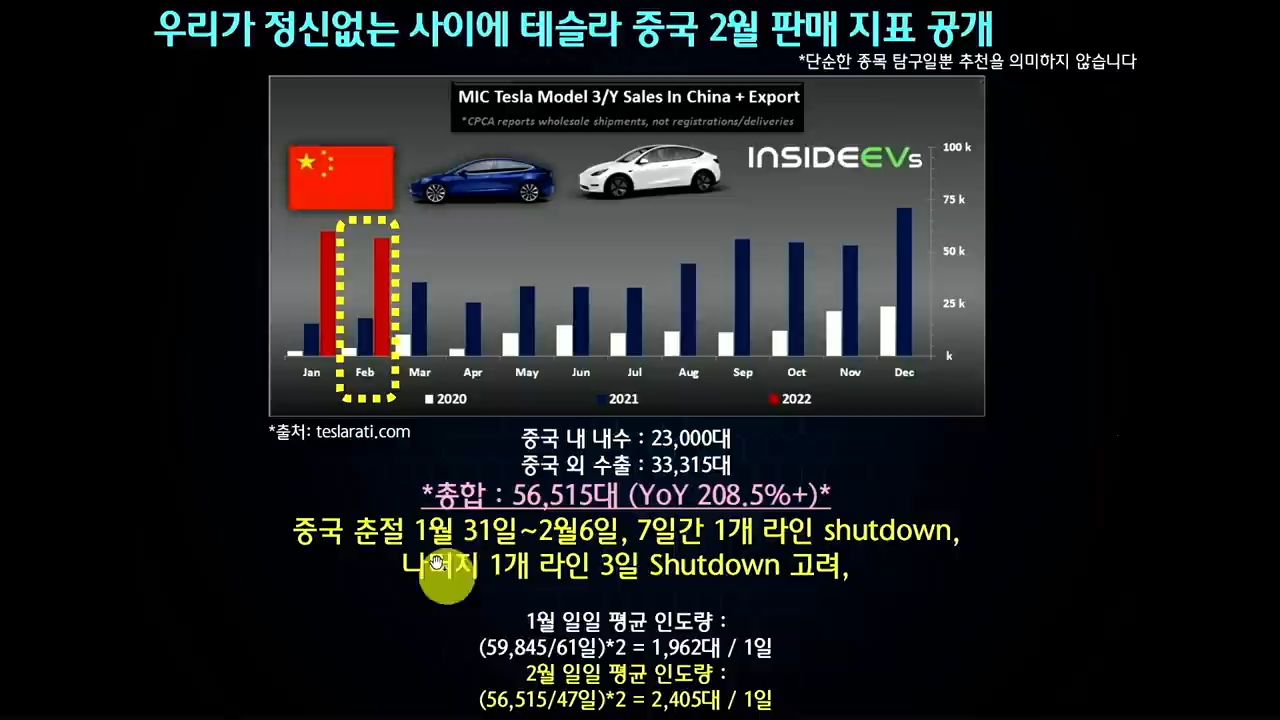 우리가 정신없는 사이에 테슬라 중국 2월 판매 지표 공개
*단순한 종목 탐구일뿐 추천을 의미하지 않습니다
MIC Tesla Model 3/Y Sales In China + Export
*CPCA reports wholesale shipments, not registrations/deliveries
INSIDEEVs
100 k
75 k
50 k
25 k
k
Jan Feb Mar Apr May Jun Jul Aug Sep Oct Nov Dec
2020 2021 2022
*출처: teslarati.com
중국 내 내수 : 23,000대
중국 외 수출 : 33,315대
*총합 : 56,515대 (YoY 208.5%+)*
중국 춘절 1월 31일~2월6일, 7일간 1개 라인 shutdown,
나머지 1개 라인 3일 Shutdown 고려,
1월 일일 평균 인도량 :
(59,845/61일)*2 = 1,962대 / 1일
2월 일일 평균 인도량 :
(56,515/47일)*2 = 2,405대 / 1일